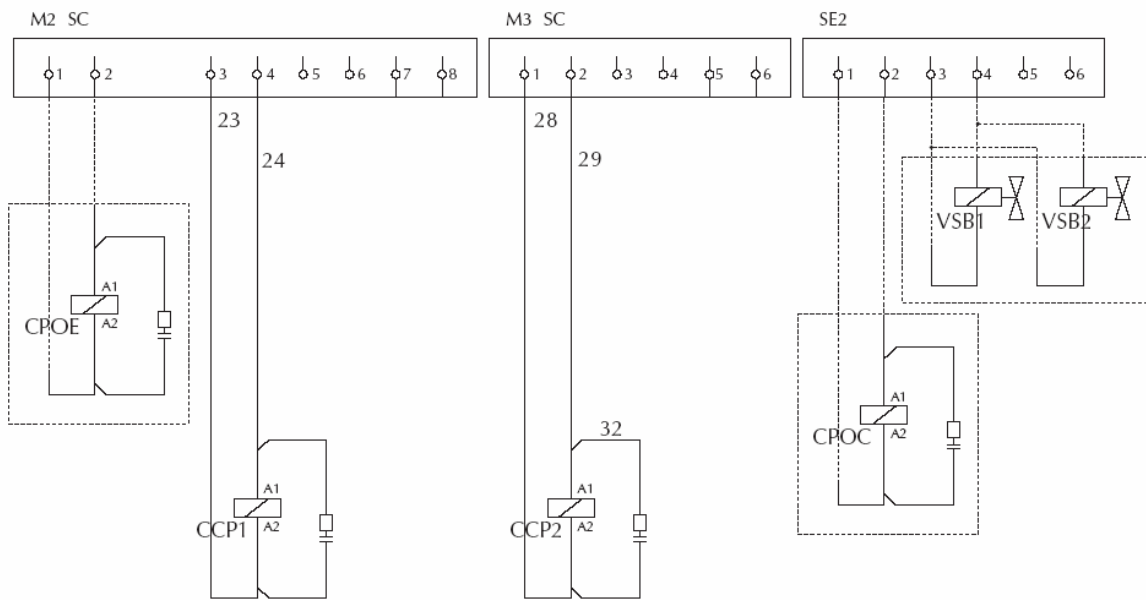 M2 SC M3 SC SE2
1 2 3 4 5 6 7 8 1 2 3 4 5 6 1 2 3 4 5 6
23 28
24 29
VSB1 VSB2
A1
CPOE
A2
A1
32
CPOC
A2
A1 A1
CCP1 CCP2
A2 A2